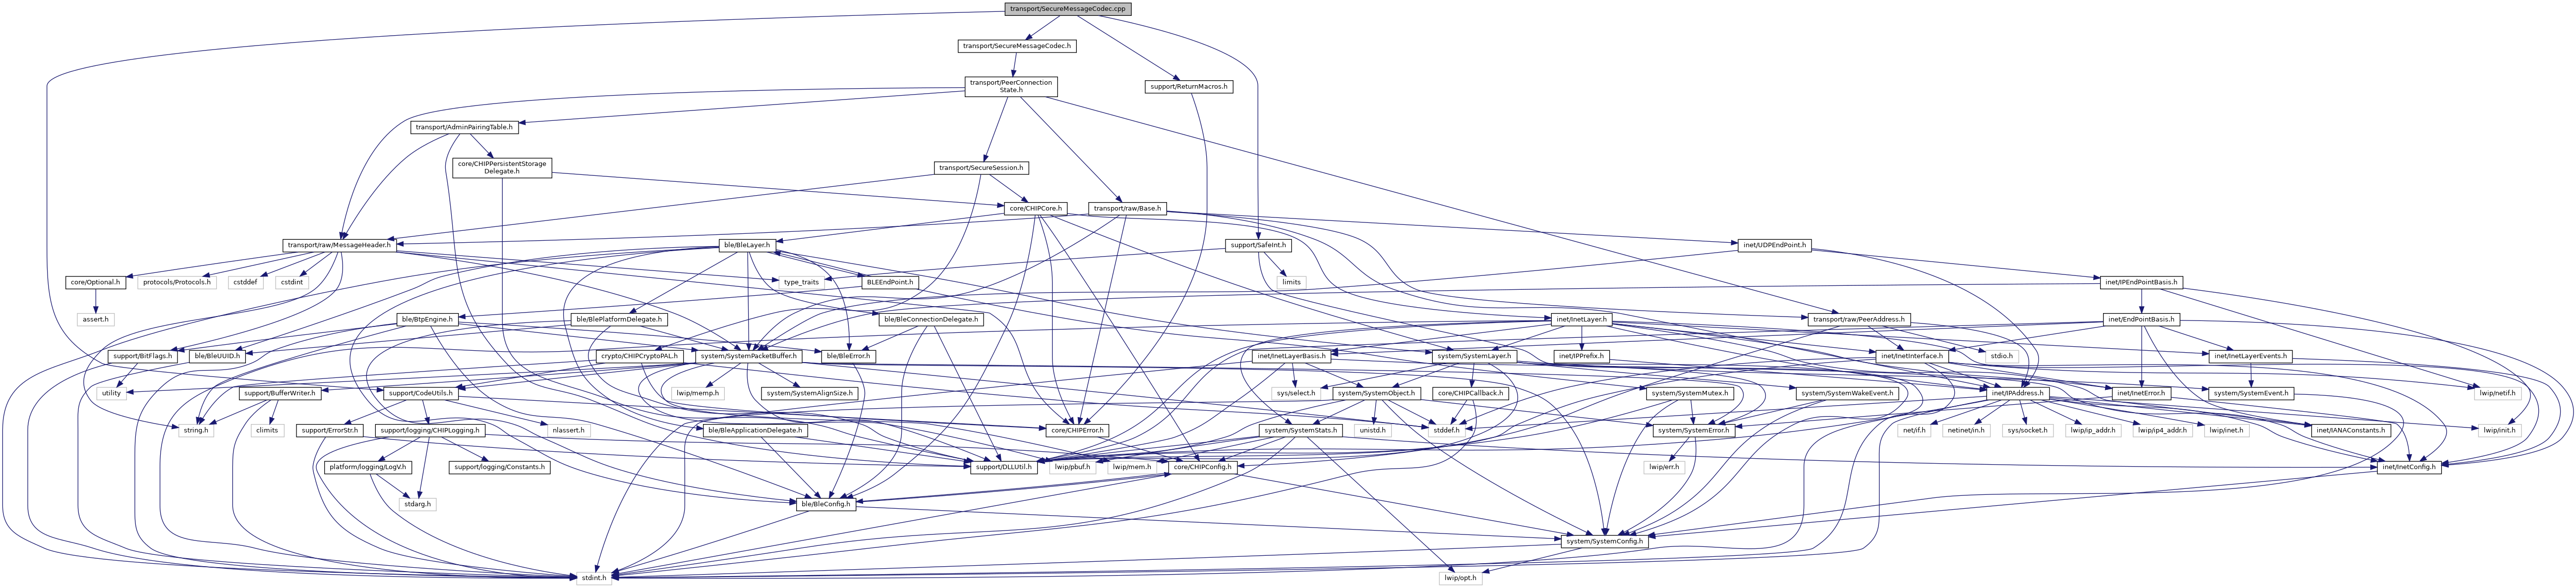 transport/SecureMessageCodec.cpp
transport/SecureMessageCodec.h
transport/PeerConnection
State.h
support/ReturnMacros.h
transport/AdminPairingTable.h
core/CHIPPersistentStorage
Delegate.h
transport/SecureSession.h
core/CHIPCore.h
transport/raw/Base.h
transport/raw/MessageHeader.h
ble/BleLayer.h
support/SafeInt.h
inet/UDPEndPoint.h
core/Optional.h
protocols/Protocols.h
cstddef
cstdint
type_traits
BLEEndPoint.h
limits
inet/IPEndPointBasis.h
assert.h
ble/BtpEngine.h
ble/BlePlatformDelegate.h
ble/BleConnectionDelegate.h
inet/InetLayer.h
transport/raw/PeerAddress.h
inet/EndPointBasis.h
support/BitFlags.h
ble/BleUUID.h
crypto/CHIPCryptoPAL.h
system/SystemPacketBuffer.h
ble/BleError.h
inet/InetLayerBasis.h
system/SystemLayer.h
inet/IPPrefix.h
inet/InetInterface.h
stdio.h
inet/InetLayerEvents.h
utility
support/BufferWriter.h
support/CodeUtils.h
lwip/memp.h
system/SystemAlignSize.h
sys/select.h
system/SystemObject.h
core/CHIPCallback.h
system/SystemMutex.h
system/SystemWakeEvent.h
inet/IPAddress.h
inet/InetError.h
system/SystemEvent.h
lwip/netif.h
string.h
climits
support/ErrorStr.h
support/logging/CHIPLogging.h
nlassert.h
ble/BleApplicationDelegate.h
core/CHIPError.h
system/SystemStats.h
unistd.h
stddef.h
system/SystemError.h
net/if.h
netinet/in.h
sys/socket.h
lwip/ip_addr.h
lwip/ip4_addr.h
lwip/inet.h
inet/IANAConstants.h
lwip/init.h
platform/logging/LogV.h
support/logging/Constants.h
support/DLLUtil.h
lwip/pbuf.h
lwip/mem.h
core/CHIPConfig.h
lwip/err.h
inet/InetConfig.h
stdarg.h
ble/BleConfig.h
system/SystemConfig.h
stdint.h
lwip/opt.h